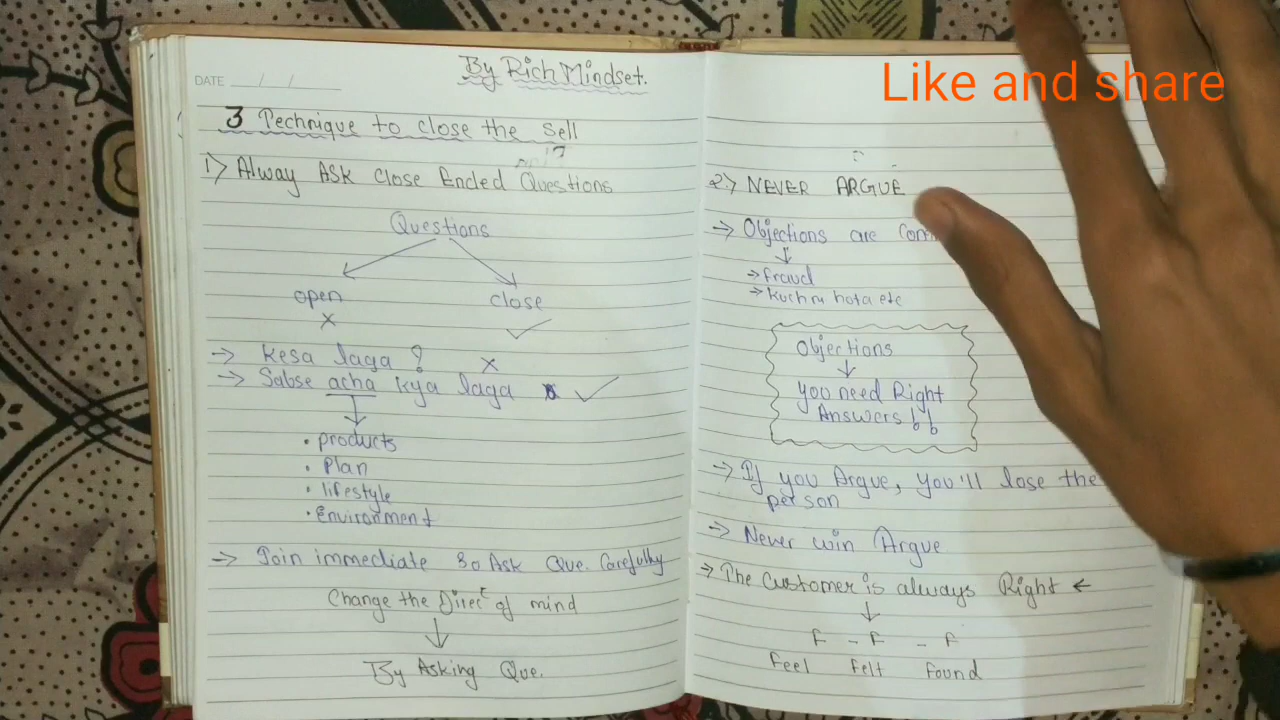 By Rich Mindset.
DATE / /
3 Technique to close the Sell
1) Alway ASK Close Ended Questions
Questions
open close
× ✓
→ Kesa laga ? ×
→ Sabse acha kya laga ✓
• products
• Plan
• lifestyle
• Environment
→ Join immediate so Ask Que. Carefully
Change the Direct of mind
By Asking Que.
Like and share
2) NEVER ARGUE
→ Objections are
→ fraud
→ Kuch ni hota etc
Objections
you need Right
Answers !!
→ If you Argue, you'll lose the
person
→ Never win Argue
→ The Customer is always Right ←
F - F - F
Feel Felt Found